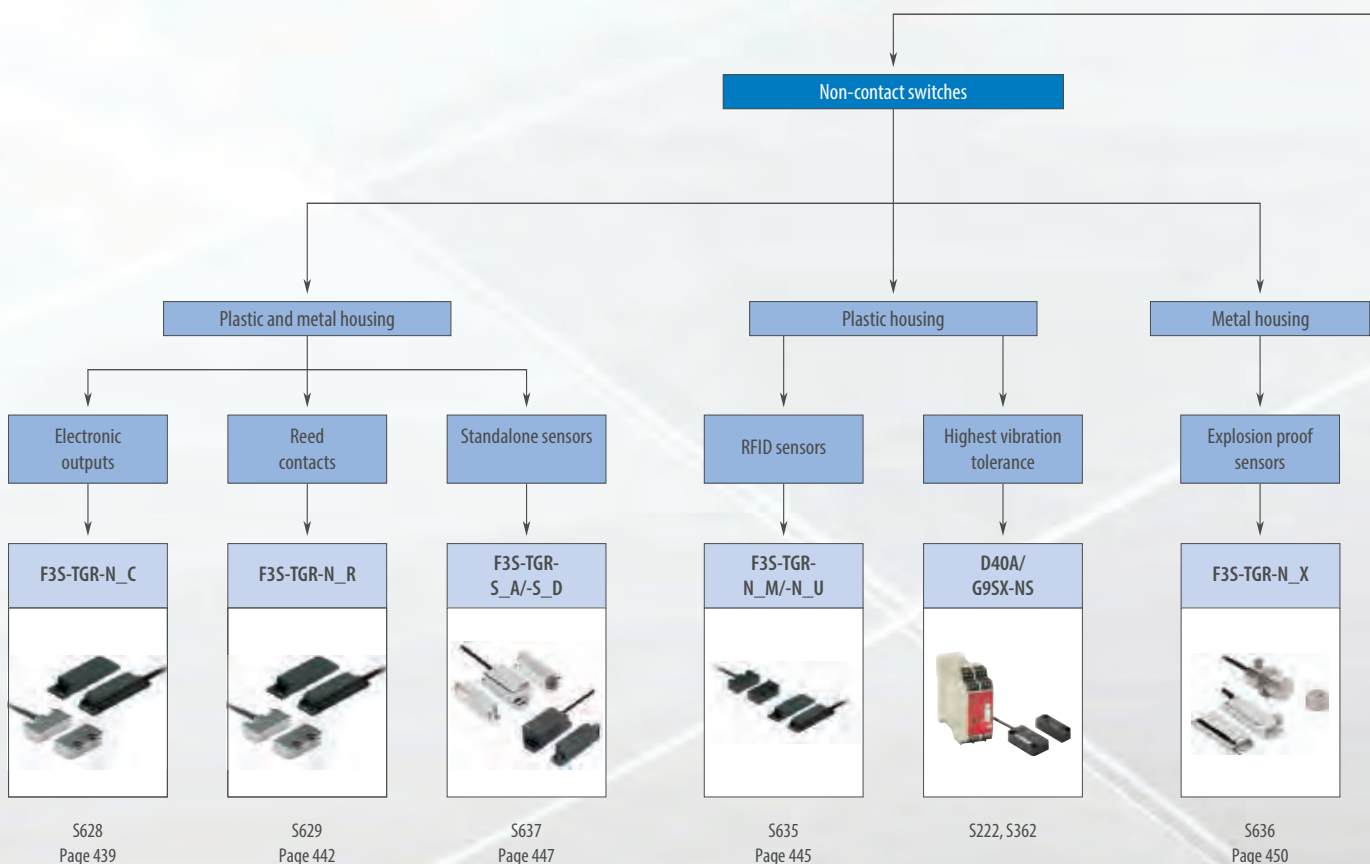 Non-contact switches
Plastic and metal housing
Plastic housing
Metal housing
Electronic
outputs
Reed
contacts
Standalone sensors
RFID sensors
Highest vibration
tolerance
Explosion proof
sensors
F3S-TGR-N_C
F3S-TGR-N_R
F3S-TGR-
S_A/-S_D
F3S-TGR-
N_M/-N_U
D40A/
G9SX-NS
F3S-TGR-N_X
S628
Page 439
S629
Page 442
S637
Page 447
S635
Page 445
S222, S362
S636
Page 450